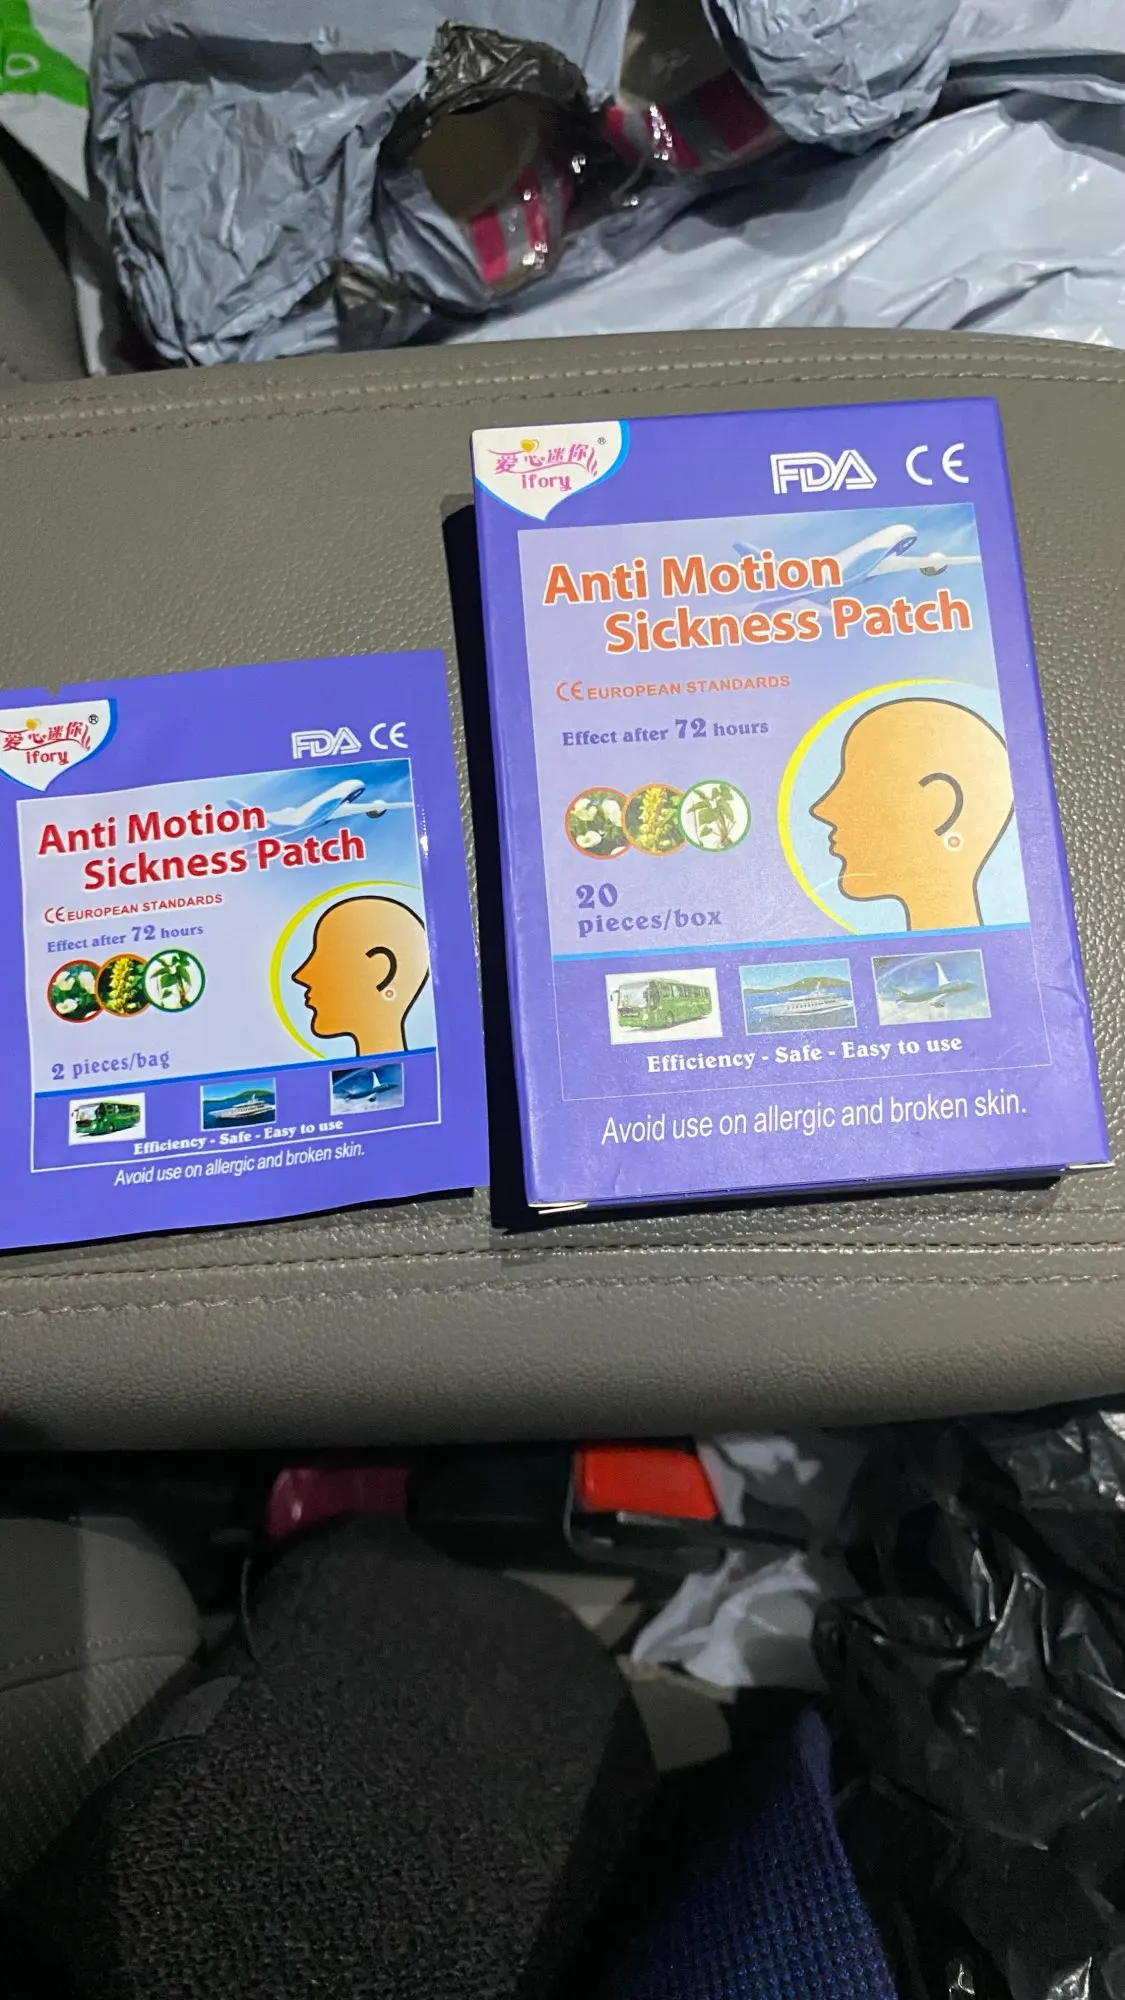 爱心迷你®
Ifory
FDA CE
Anti Motion
Sickness Patch
CE EUROPEAN STANDARDS
Effect after 72 hours
2 pieces/bag
Efficiency - Safe - Easy to use
Avoid use on allergic and broken skin.
爱心迷你®
Ifory
FDA CE
Anti Motion
Sickness Patch
CE EUROPEAN STANDARDS
Effect after 72 hours
20
pieces/box
Efficiency - Safe - Easy to use
Avoid use on allergic and broken skin.